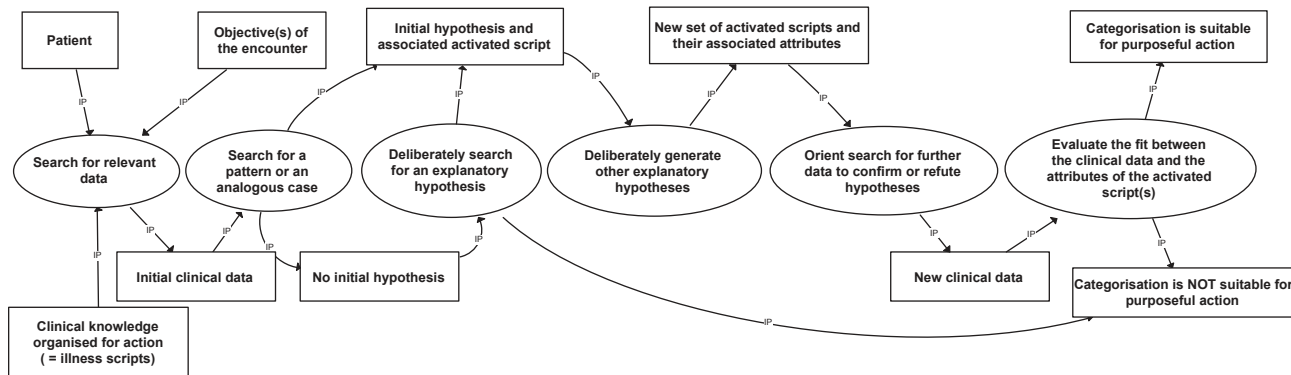 Patient
Objective(s) of
the encounter
Initial hypothesis and
associated activated script
New set of activated scripts and
their associated attributes
Categorisation is suitable
for purposeful action
IP
IP
IP
IP
IP
IP
IP
IP
Search for relevant
data
Search for a
pattern or an
analogous case
Deliberately search
for an explanatory
hypothesis
Deliberately generate
other explanatory
hypotheses
Orient search for further
data to confirm or refute
hypotheses
Evaluate the fit between
the clinical data and the
attributes of the activated
script(s)
IP
IP
IP
IP
IP
IP
IP
IP
IP
Initial clinical data
No initial hypothesis
New clinical data
Categorisation is NOT suitable for
purposeful action
Clinical knowledge
organised for action
( = illness scripts)